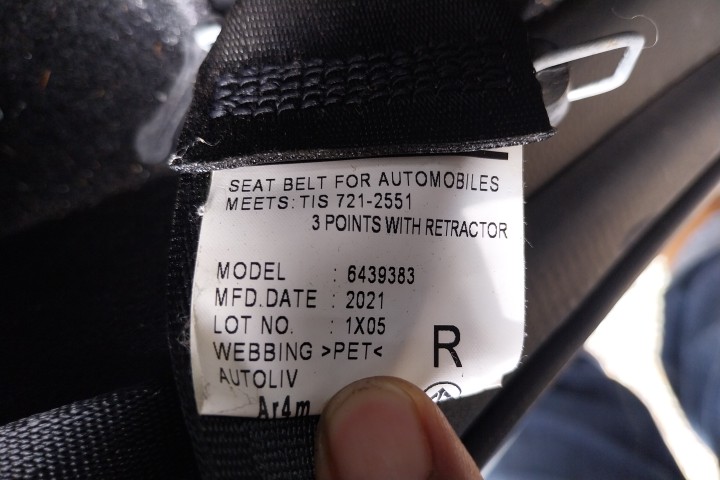 SEAT BELT FOR AUTOMOBILES
MEETS: TIS 721-2551
3 POINTS WITH RETRACTOR
MODEL : 6439383
MFD.DATE : 2021
LOT NO. : 1X05
WEBBING >PET<
R
AUTOLIV
Ar4m